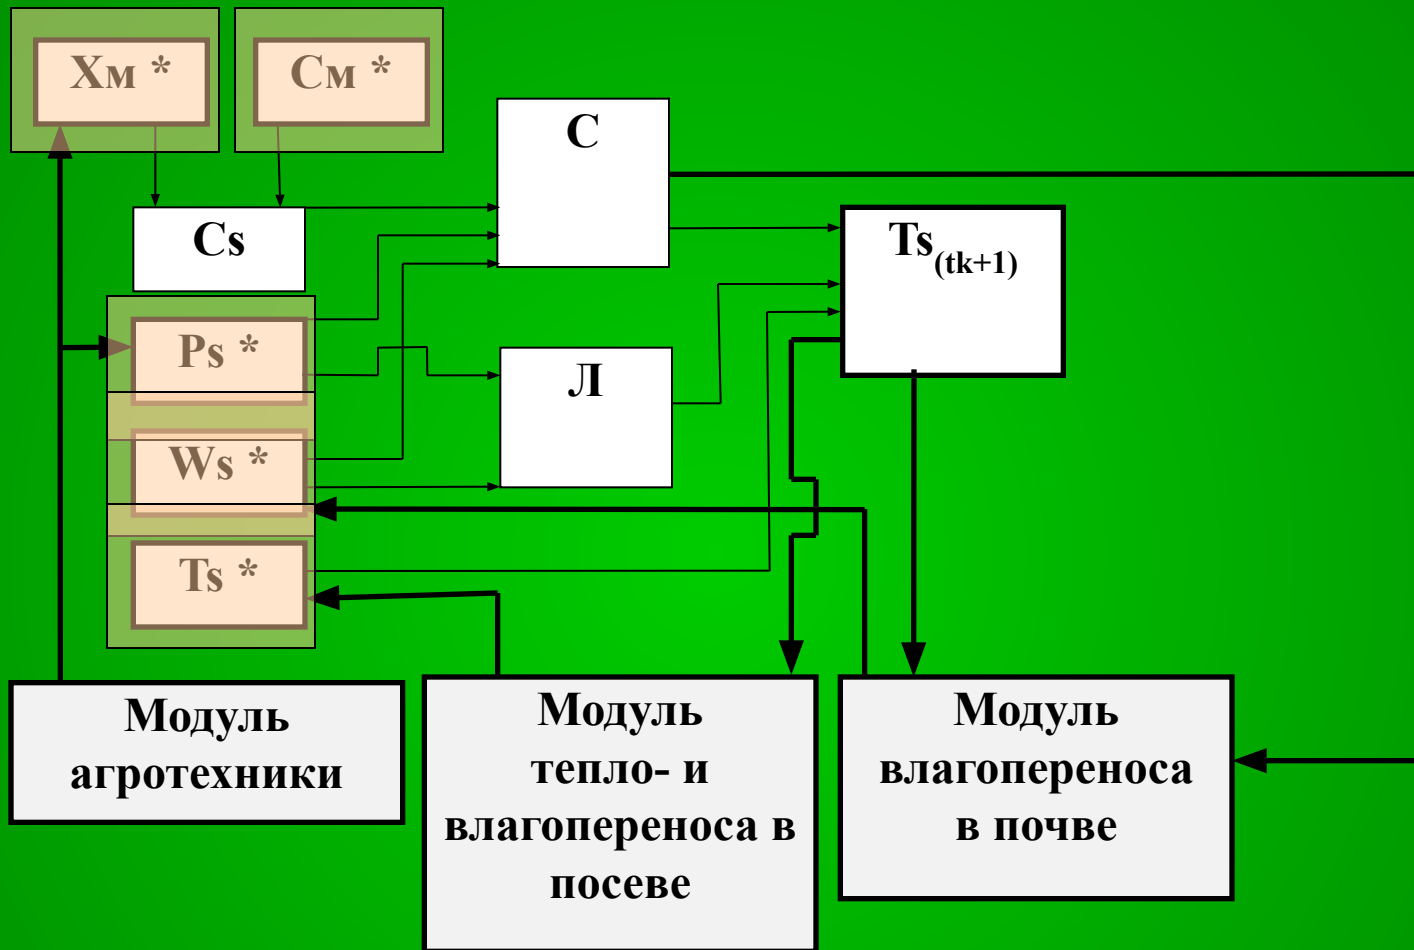 Хм *
См *
С
Cs
Ts(tk+1)
Ps *
Л
Ws *
Ts *
Модуль
агротехники
Модуль
тепло- и
влагопереноса в
посеве
Модуль
влагопереноса
в почве